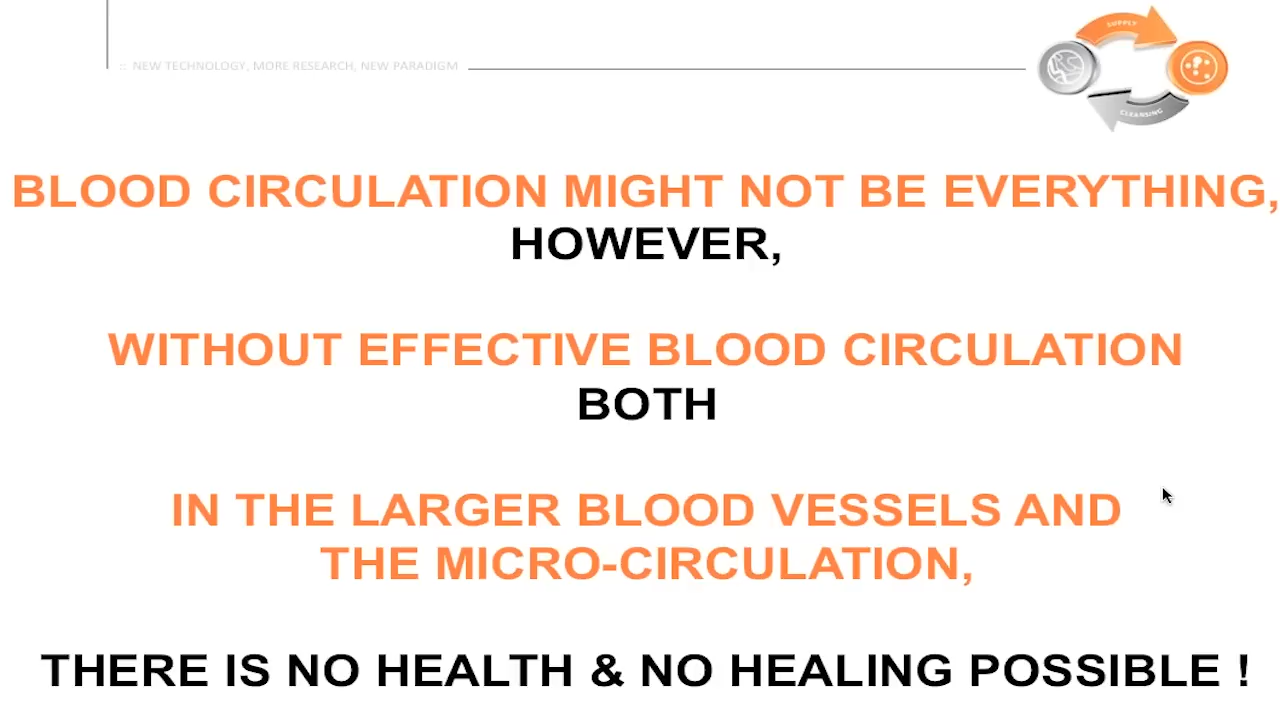 :: NEW TECHNOLOGY, MORE RESEARCH, NEW PARADIGM
SUPPLY
CLEANSING
BLOOD CIRCULATION MIGHT NOT BE EVERYTHING,
HOWEVER,
WITHOUT EFFECTIVE BLOOD CIRCULATION
BOTH
IN THE LARGER BLOOD VESSELS AND
THE MICRO-CIRCULATION,
THERE IS NO HEALTH & NO HEALING POSSIBLE !